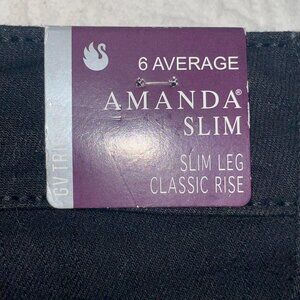 6 AVERAGE
AMANDA®
SLIM
SLIM LEG
CLASSIC RISE